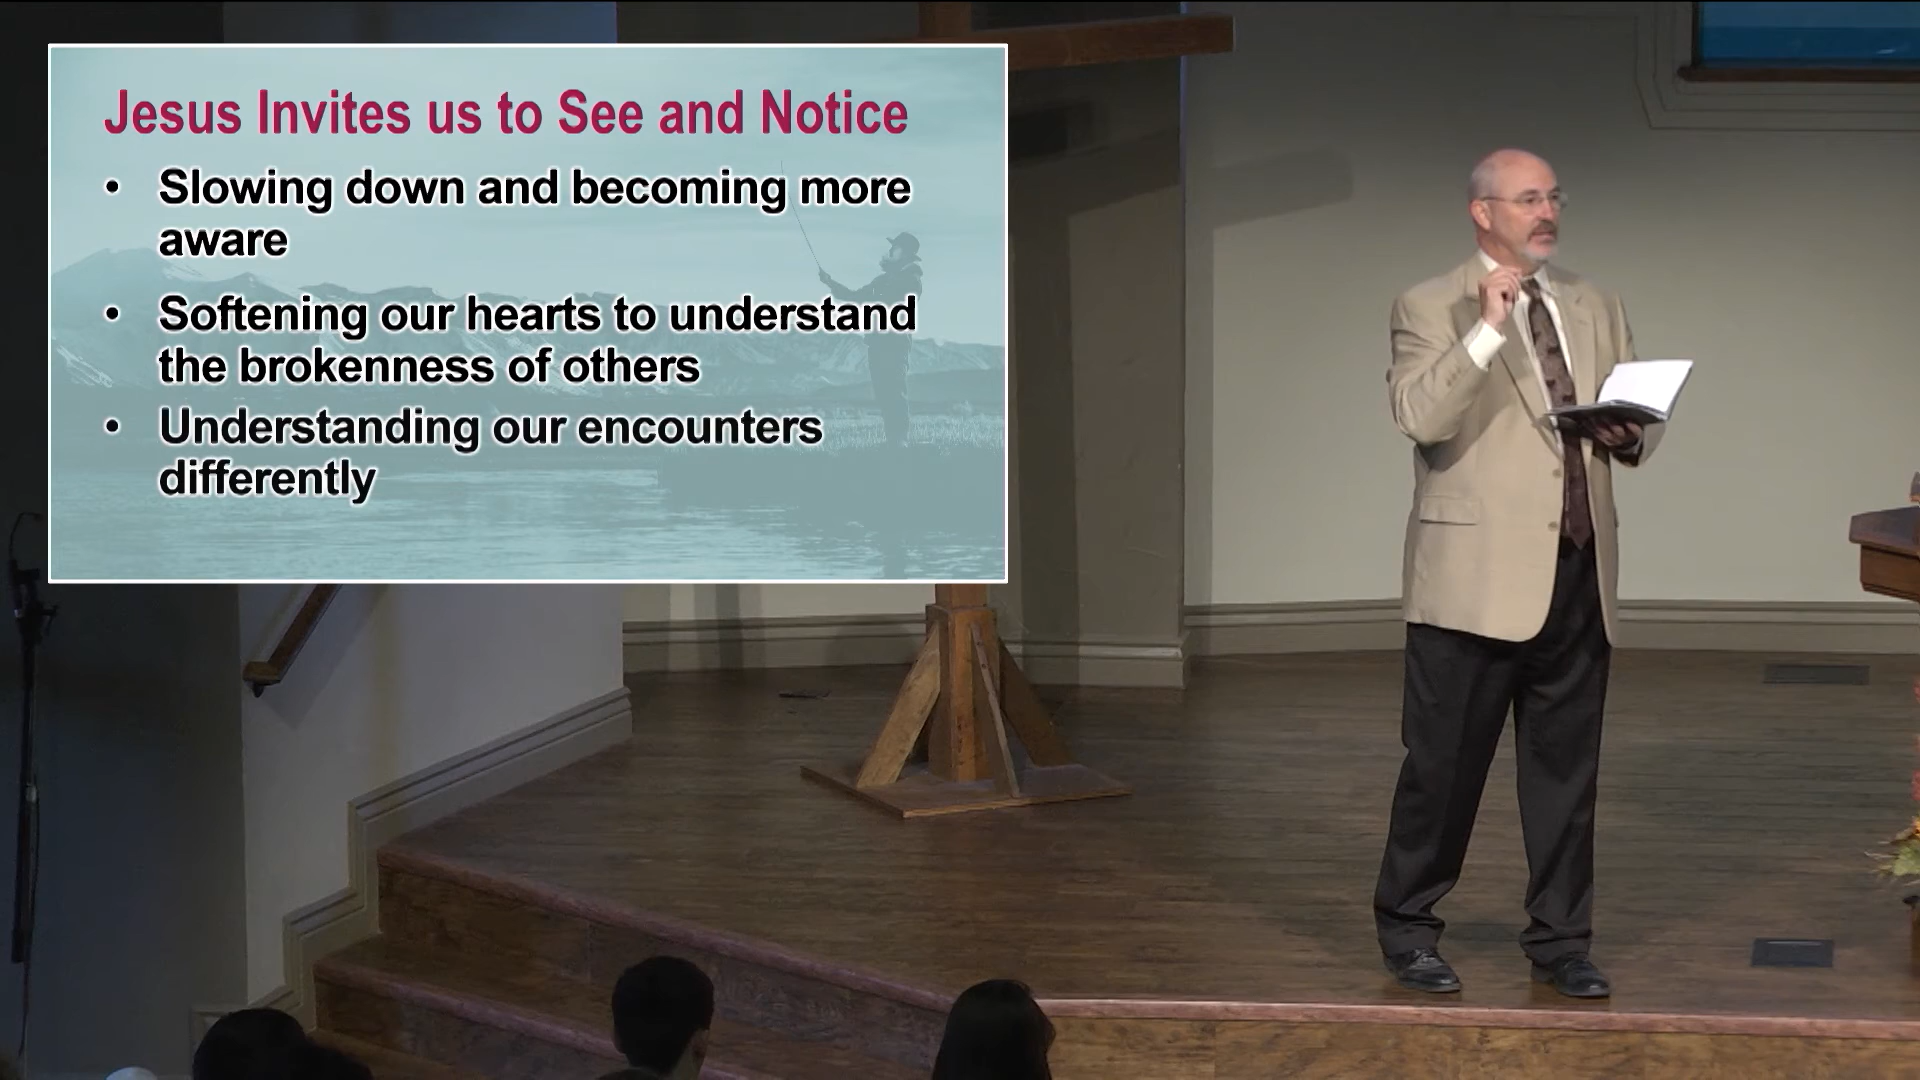 Jesus Invites us to See and Notice
• Slowing down and becoming more
aware
• Softening our hearts to understand
the brokenness of others
• Understanding our encounters
differently